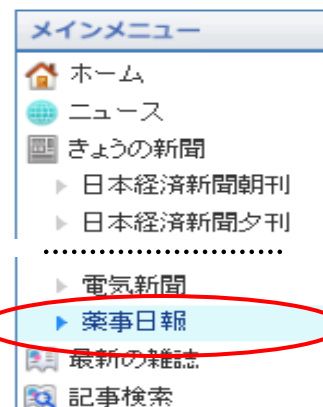 メインメニュー
ホーム
ニュース
きょうの新聞
日本経済新聞朝刊
日本経済新聞夕刊
電気新聞
薬事日報
最新の雑誌
記事検索